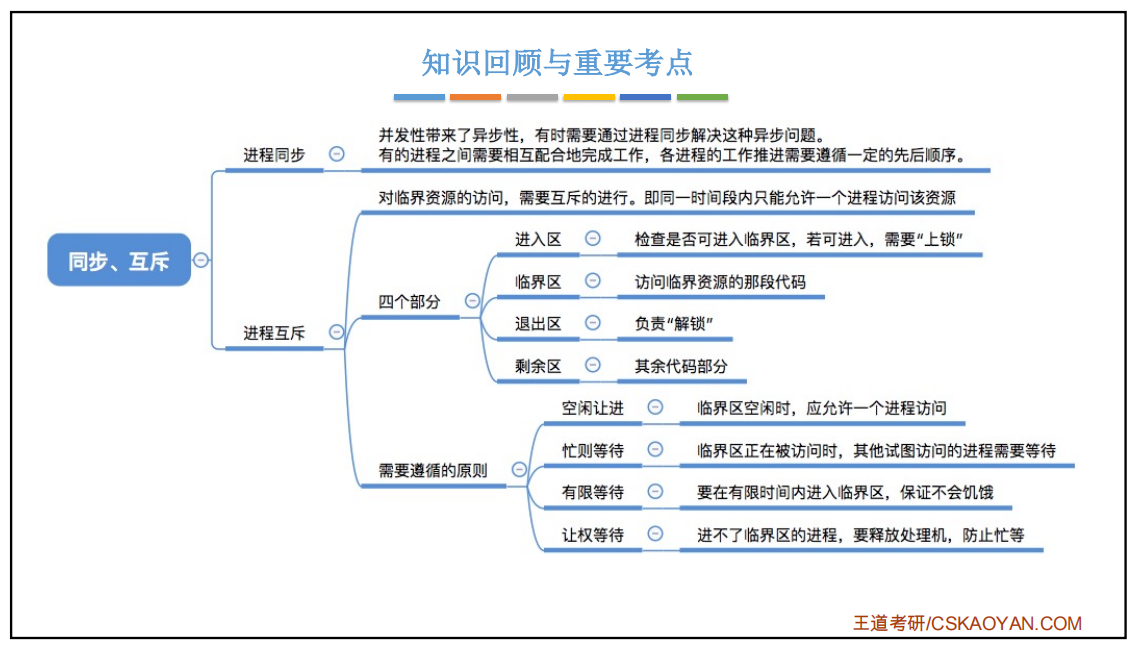 知识回顾与重要考点
同步、互斥
进程同步
并发性带来了异步性，有时需要通过进程同步解决这种异步问题。
有的进程之间需要相互配合地完成工作，各进程的工作推进需要遵循一定的先后顺序。
进程互斥
对临界资源的访问，需要互斥的进行。即同一时间段内只能允许一个进程访问该资源
四个部分
进入区
检查是否可进入临界区，若可进入，需要“上锁”
临界区
访问临界资源的那段代码
退出区
负责“解锁”
剩余区
其余代码部分
需要遵循的原则
空闲让进
临界区空闲时，应允许一个进程访问
忙则等待
临界区正在被访问时，其他试图访问的进程需要等待
有限等待
要在有限时间内进入临界区，保证不会饥饿
让权等待
进不了临界区的进程，要释放处理机，防止忙等
王道考研/CSKAOYAN.COM